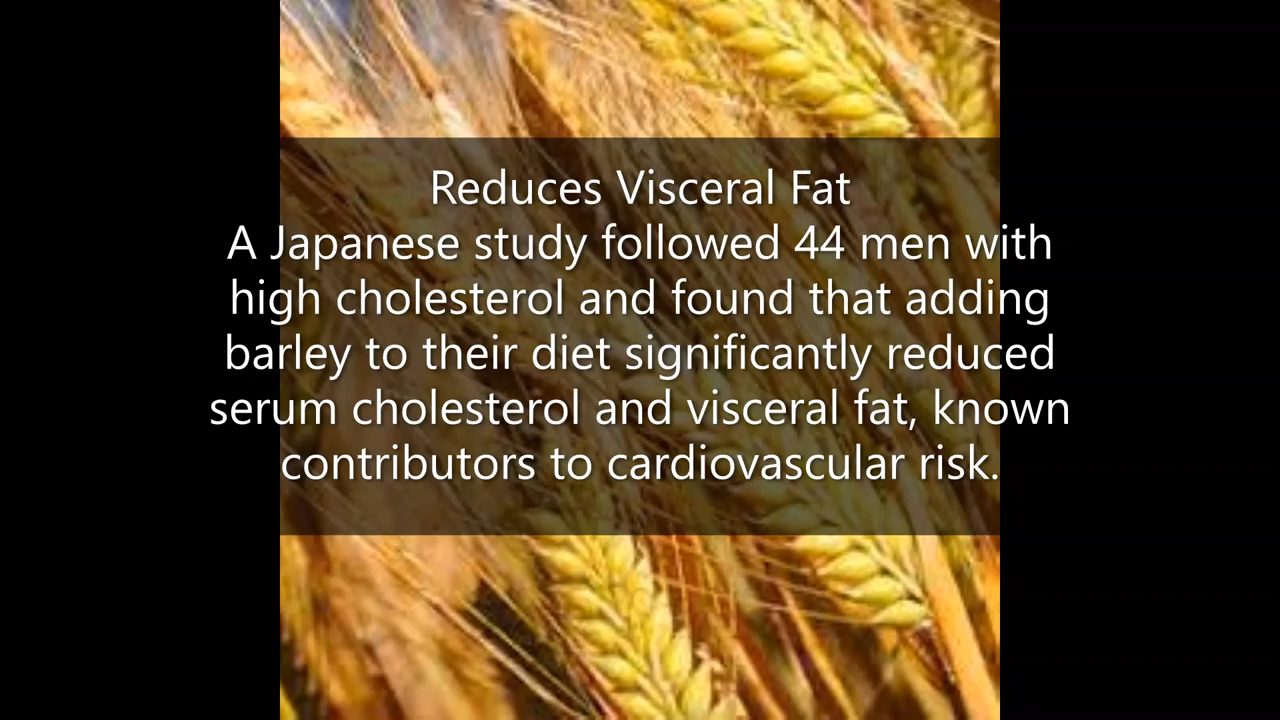 Reduces Visceral Fat
A Japanese study followed 44 men with
high cholesterol and found that adding
barley to their diet significantly reduced
serum cholesterol and visceral fat, known
contributors to cardiovascular risk.